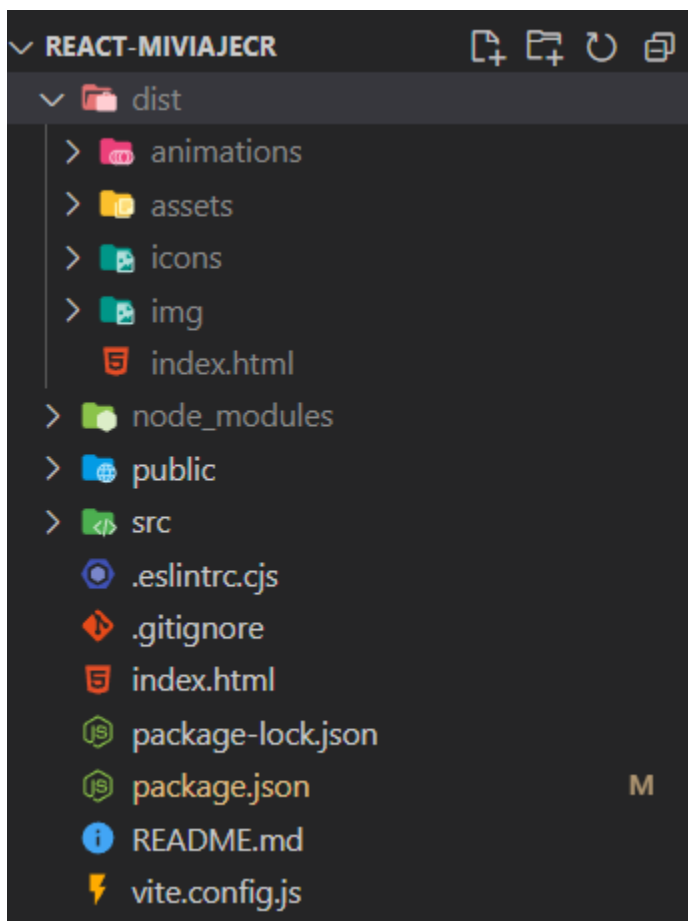 REACT-MIVIAJECR
dist
animations
assets
icons
img
index.html
node_modules
public
src
.eslintrc.cjs
.gitignore
index.html
package-lock.json
package.json M
README.md
vite.config.js